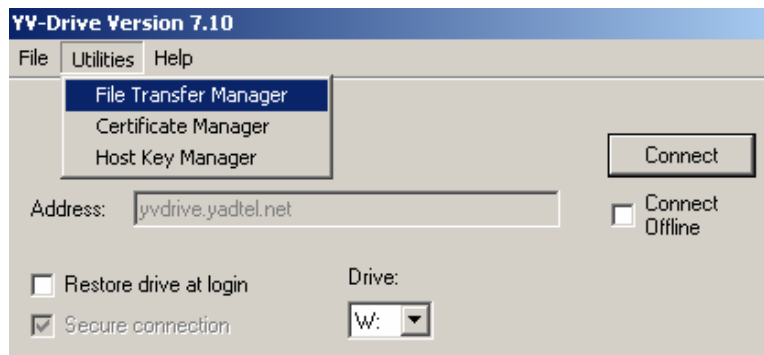 YV-Drive Version 7.10
File Utilities Help
File Transfer Manager
Certificate Manager
Host Key Manager
Connect
Address: yvdrive.yadtel.net
Connect
Offline
Restore drive at login
Drive:
Secure connection
W: